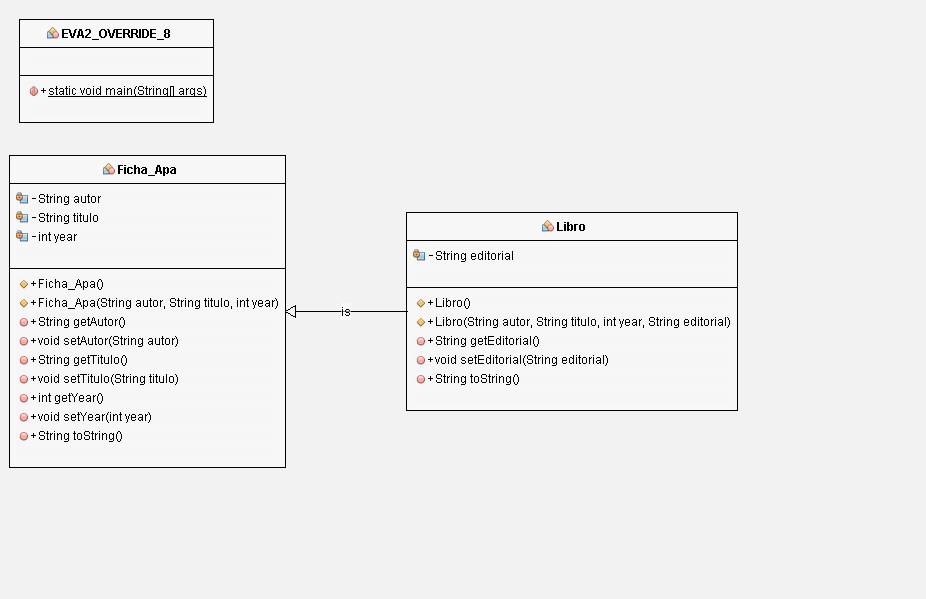 EVA2_OVERRIDE_8
+ static void main(String[] args)
Ficha_Apa
- String autor
- String titulo
- int year
+ Ficha_Apa()
+ Ficha_Apa(String autor, String titulo, int year)
+ String getAutor()
+ void setAutor(String autor)
+ String getTitulo()
+ void setTitulo(String titulo)
+ int getYear()
+ void setYear(int year)
+ String toString()
is
Libro
- String editorial
+ Libro()
+ Libro(String autor, String titulo, int year, String editorial)
+ String getEditorial()
+ void setEditorial(String editorial)
+ String toString()